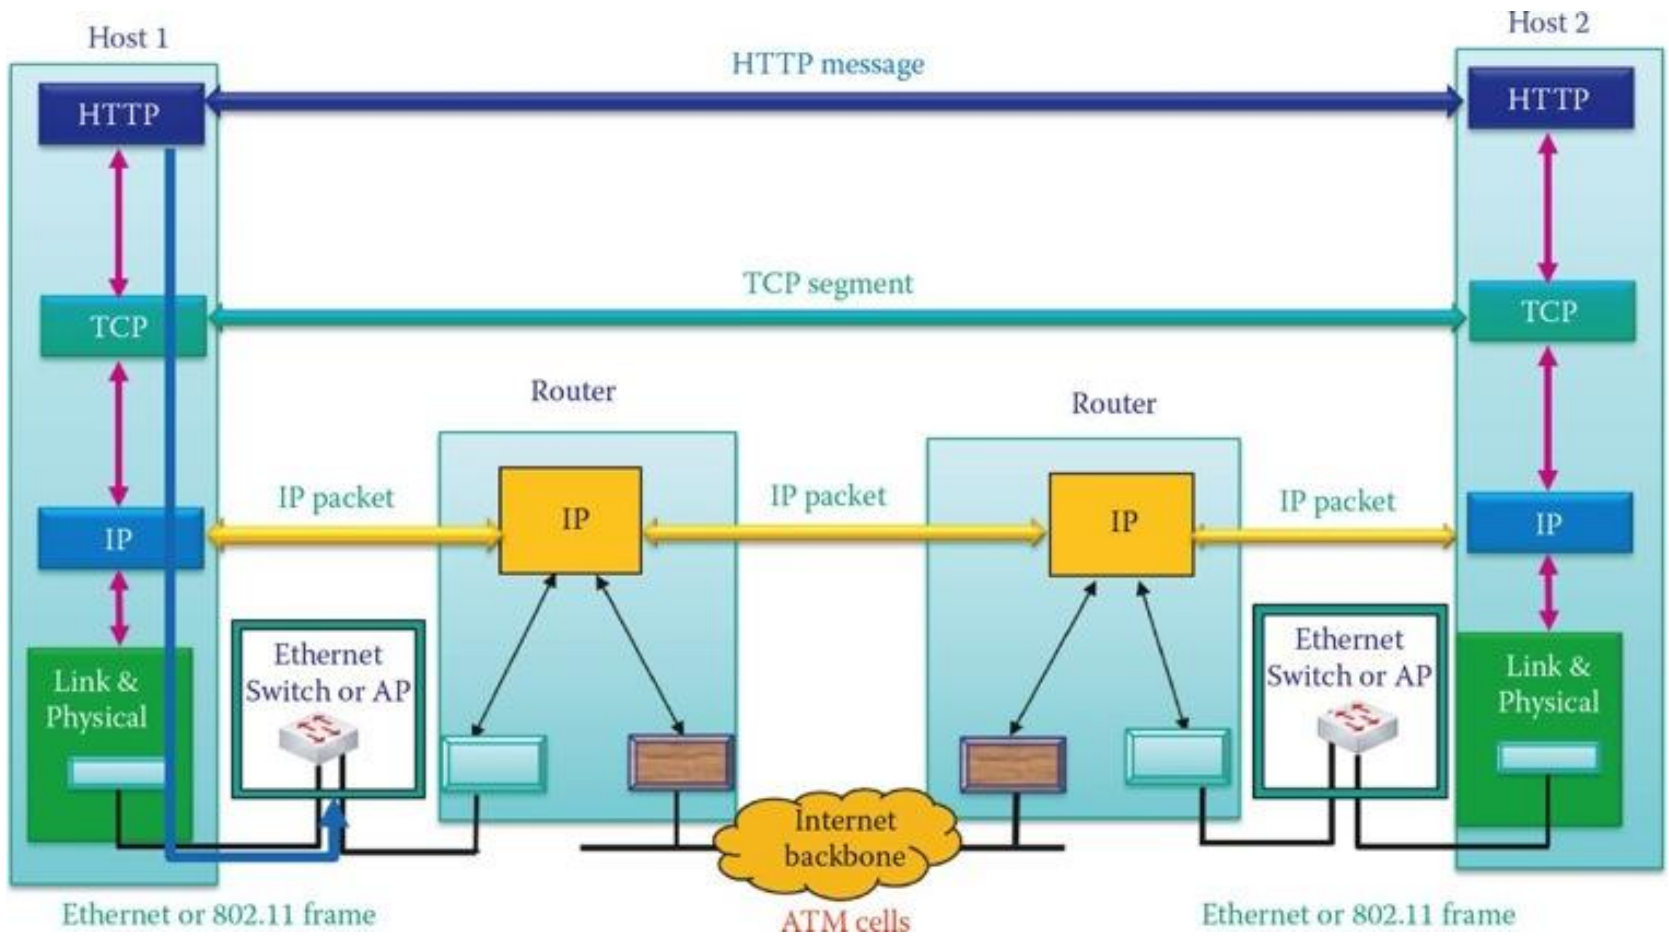 Host 1
Host 2
HTTP message
HTTP
HTTP
TCP segment
TCP
TCP
Router
Router
IP packet
IP packet
IP packet
IP
IP
IP
IP
Ethernet
Switch or AP
Ethernet
Switch or AP
Link &
Physical
Link &
Physical
Internet
backbone
Ethernet or 802.11 frame
ATM cells
Ethernet or 802.11 frame